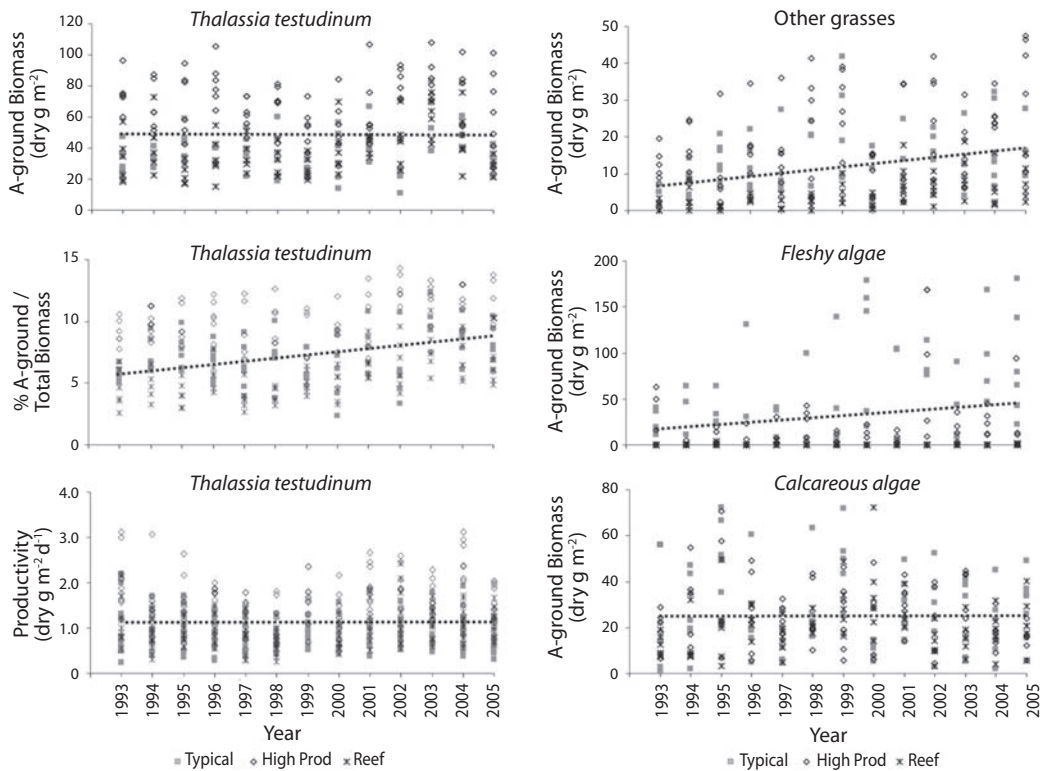 Thalassia testudinum
A-ground Biomass
(dry g m⁻²)
120
100
80
60
40
20
0
Other grasses
A-ground Biomass
(dry g m⁻²)
50
40
30
20
10
0
Thalassia testudinum
% A-ground /
Total Biomass
15
10
5
0
Fleshy algae
A-ground Biomass
(dry g m⁻²)
200
150
100
50
0
Thalassia testudinum
Productivity
(dry g m⁻² d⁻¹)
4.0
3.0
2.0
1.0
0
1993 1994 1995 1996 1997 1998 1999 2000 2001 2002 2003 2004 2005
Year
Typical High Prod Reef
Calcareous algae
A-ground Biomass
(dry g m⁻²)
80
60
40
20
0
1993 1994 1995 1996 1997 1998 1999 2000 2001 2002 2003 2004 2005
Year
Typical High Prod Reef